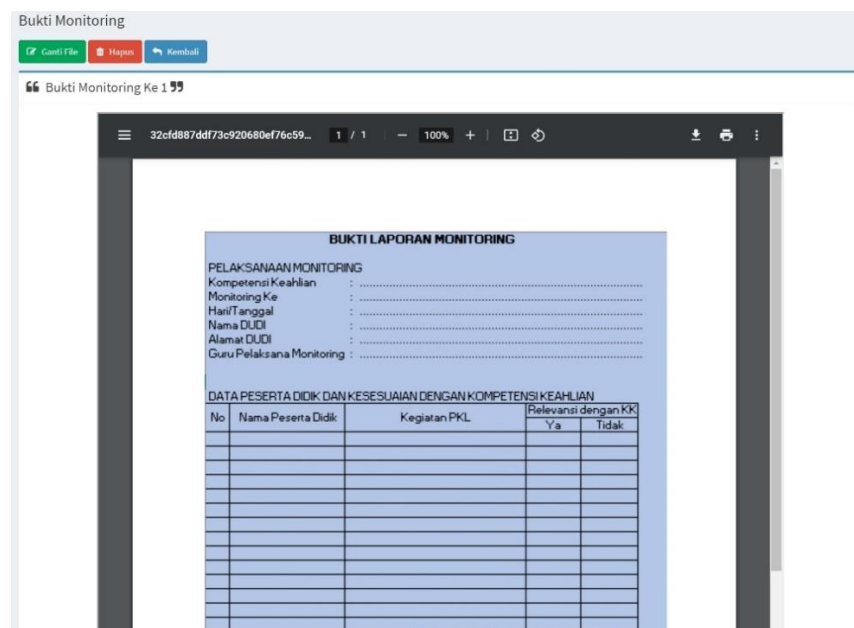 Bukti Monitoring
Ganti File Hapus Kembali
Bukti Monitoring Ke 1
32cfd887ddf73c920680ef76c59... 1 / 1 100%
BUKTI LAPORAN MONITORING
PELAKSANAAN MONITORING
Kompetensi Keahlian : ..........
Monitoring Ke : ..........
Hari/Tanggal : ..........
Nama DUDI : ..........
Alamat DUDI : ..........
Guru Pelaksana Monitoring : ..........
DATA PESERTA DIDIK DAN KESESUAIAN DENGAN KOMPETENSI KEAHLIAN
No Nama Peserta Didik Kegiatan PKL Relevansi dengan KK
Ya Tidak